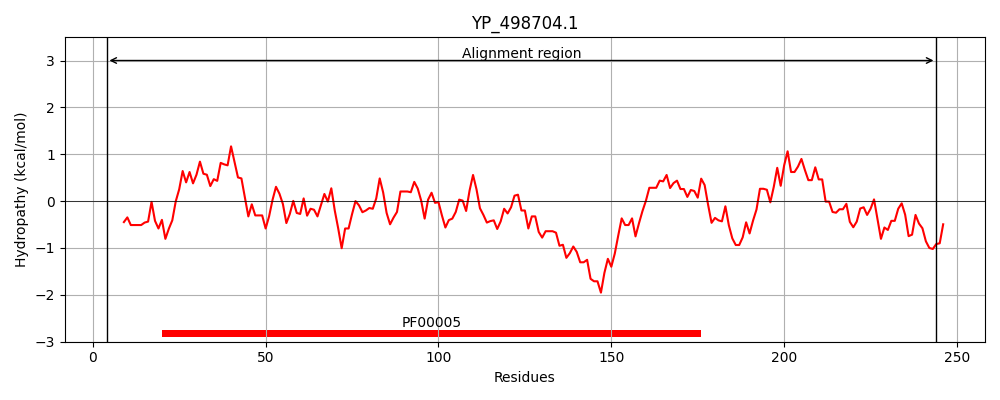 YP_498704.1
Alignment region
PF00005
3
2
1
0
−1
−2
−3
Hydropathy (kcal/mol)
0
50
100
150
200
250
Residues